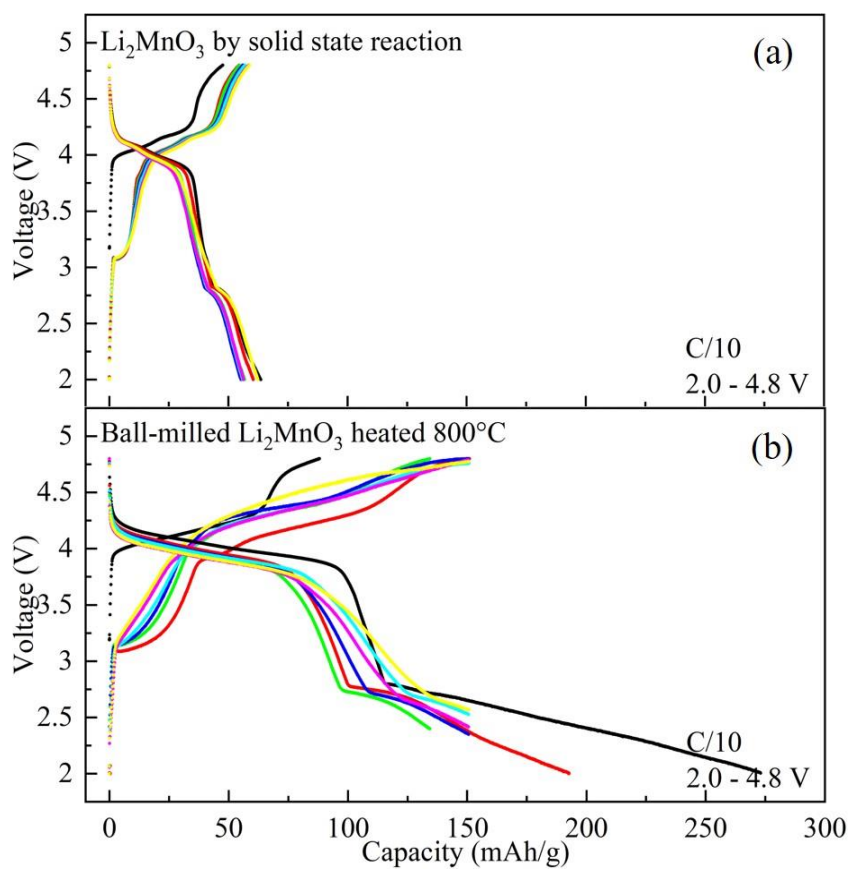 Li₂MnO₃ by solid state reaction
(a)
5
4.5
4
3.5
3
2.5
2
Voltage (V)
C/10
2.0 - 4.8 V
Ball-milled Li₂MnO₃ heated 800°C
(b)
5
4.5
4
3.5
3
2.5
2
Voltage (V)
C/10
2.0 - 4.8 V
0 50 100 150 200 250 300
Capacity (mAh/g)